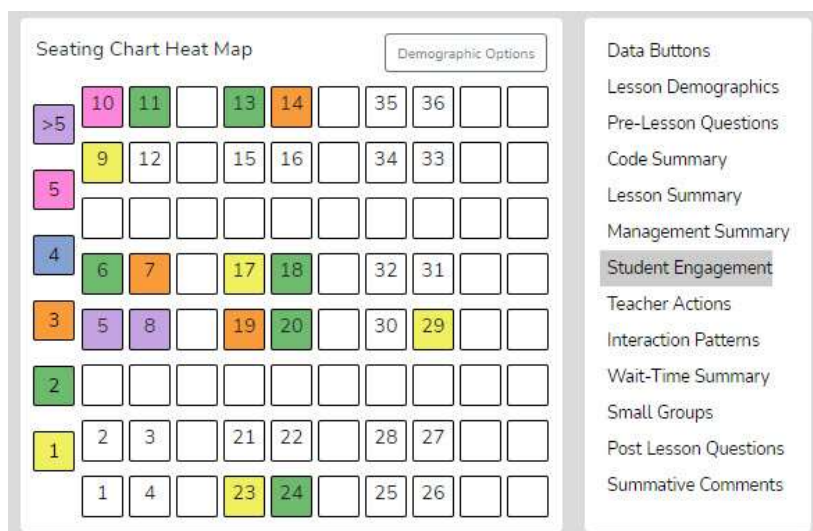 Seating Chart Heat Map
Demographic Options
>5
5
4
3
2
1
10 11 13 14 35 36
9 12 15 16 34 33
6 7 17 18 32 31
5 8 19 20 30 29
2 3 21 22 28 27
1 4 23 24 25 26
Data Buttons
Lesson Demographics
Pre-Lesson Questions
Code Summary
Lesson Summary
Management Summary
Student Engagement
Teacher Actions
Interaction Patterns
Wait-Time Summary
Small Groups
Post Lesson Questions
Summative Comments